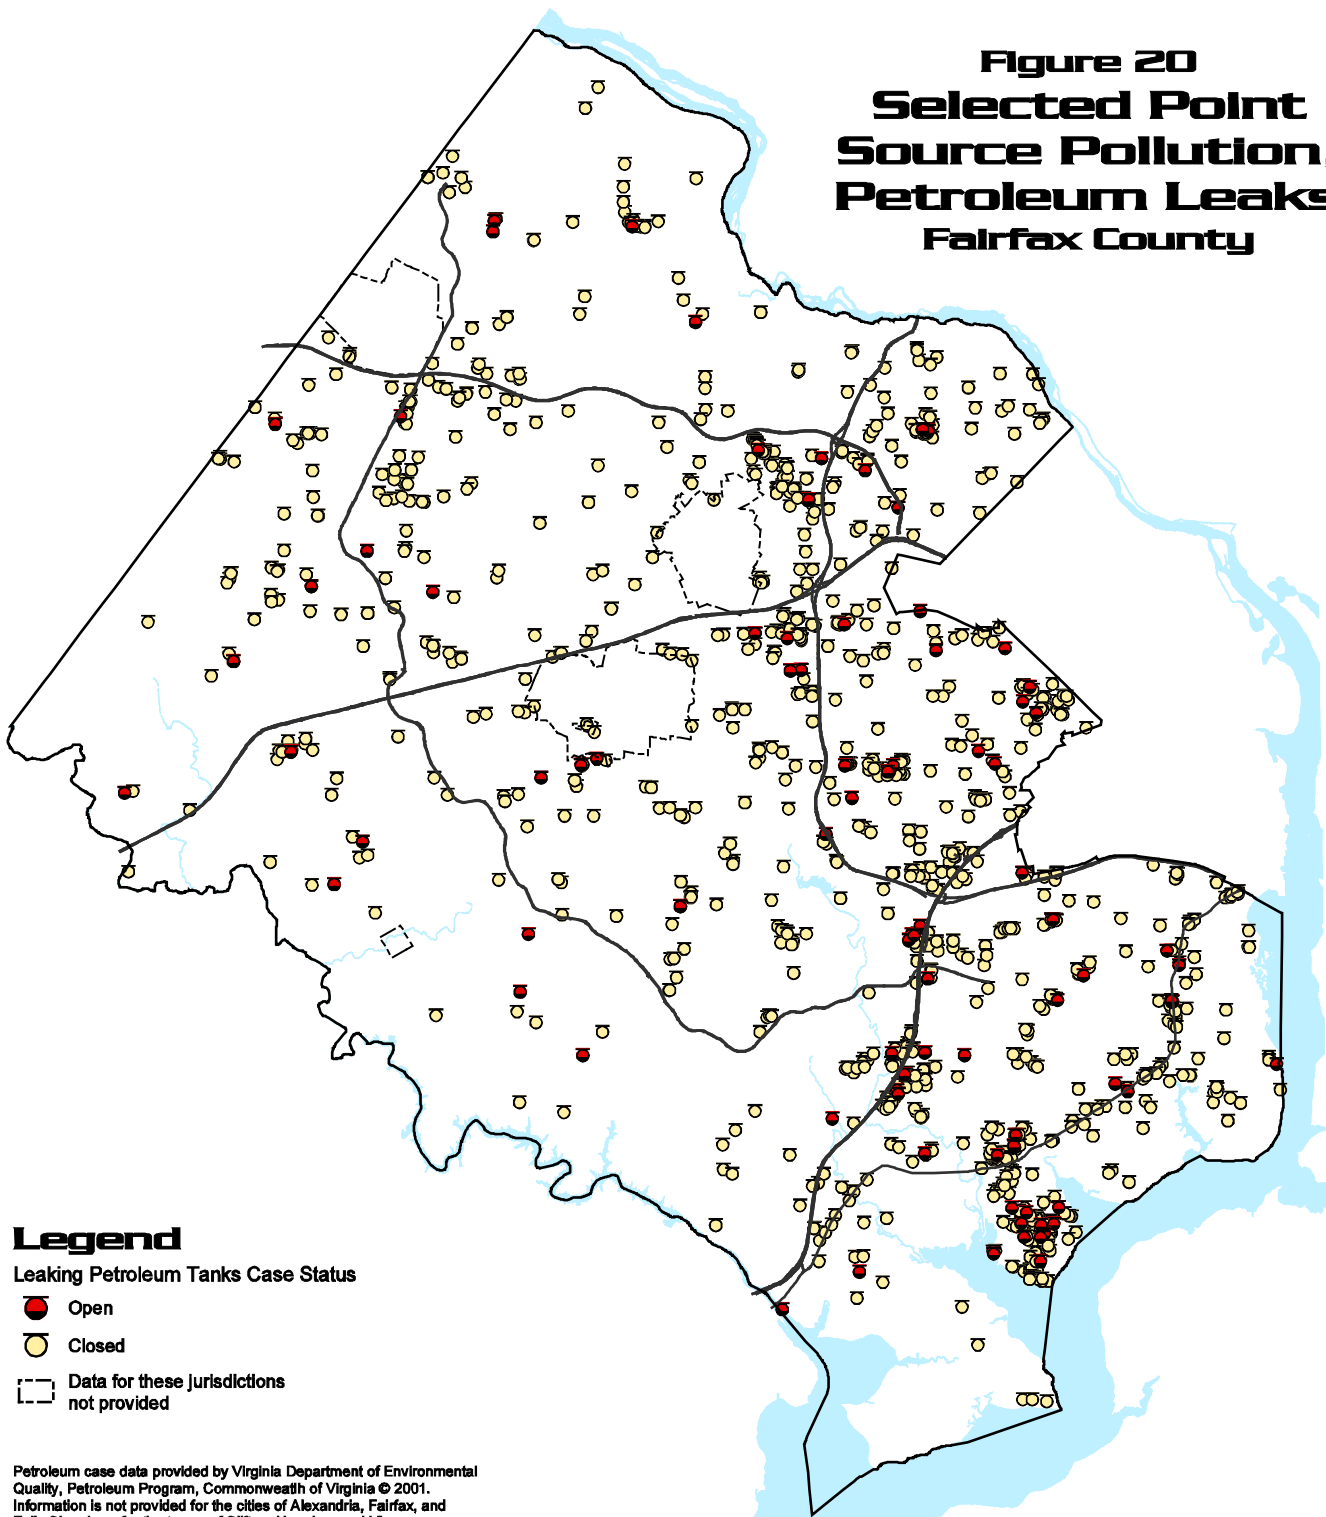 Figure 20
Selected Point
Source Pollution,
Petroleum Leaks
Fairfax County
Legend
Leaking Petroleum Tanks Case Status
Open
Closed
Data for these jurisdictions
not provided
Petroleum case data provided by Virginia Department of Environmental
Quality, Petroleum Program, Commonwealth of Virginia © 2001.
Information is not provided for the cities of Alexandria, Fairfax, and